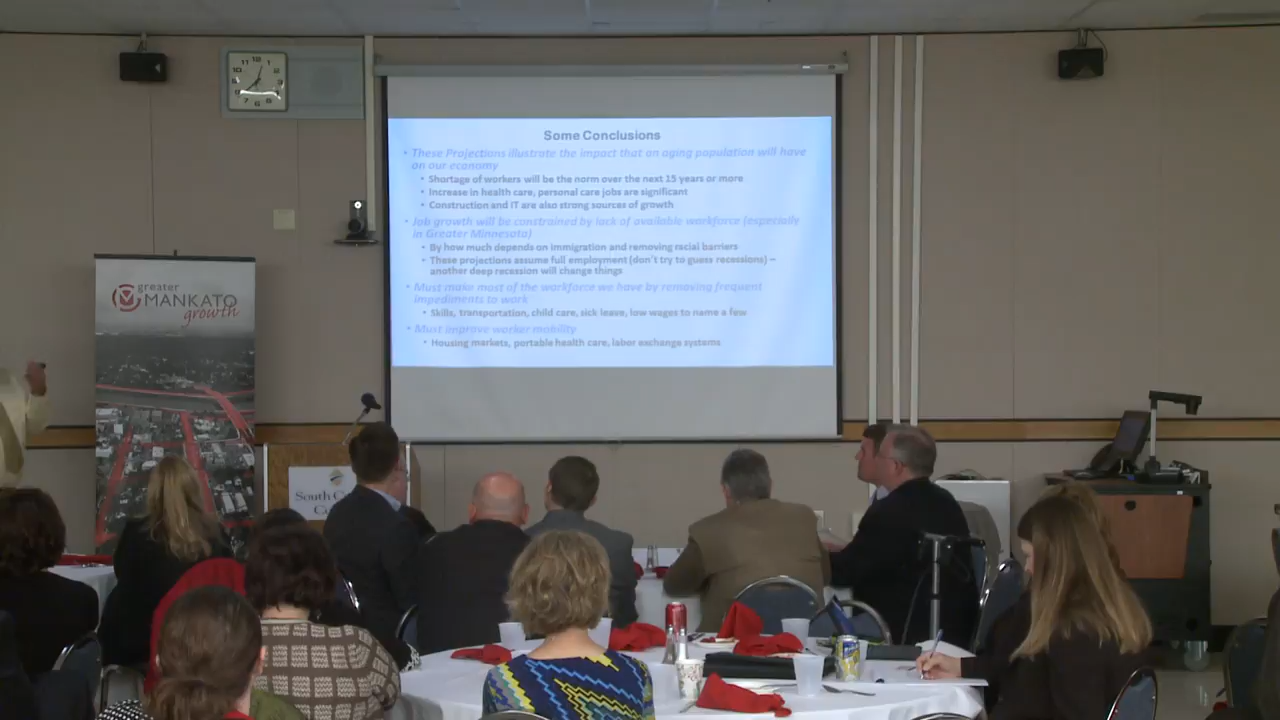 Some Conclusions
• These Projections illustrate the impact that an aging population will have
on our economy
• Shortage of workers will be the norm over the next 15 years or more
• Increase in health care, personal care jobs are significant
• Construction and IT are also strong sources of growth
• Job growth will be constrained by lack of available workforce (especially
in Greater Minnesota)
• By how much depends on immigration and removing racial barriers
• These projections assume full employment (don't try to guess recessions) –
another deep recession will change things
• Must make most of the workforce we have by removing frequent
impediments to work
• Skills, transportation, child care, sick leave, low wages to name a few
• Must improve worker mobility
• Housing markets, portable health care, labor exchange systems
greater
MANKATO
growth
South C
C